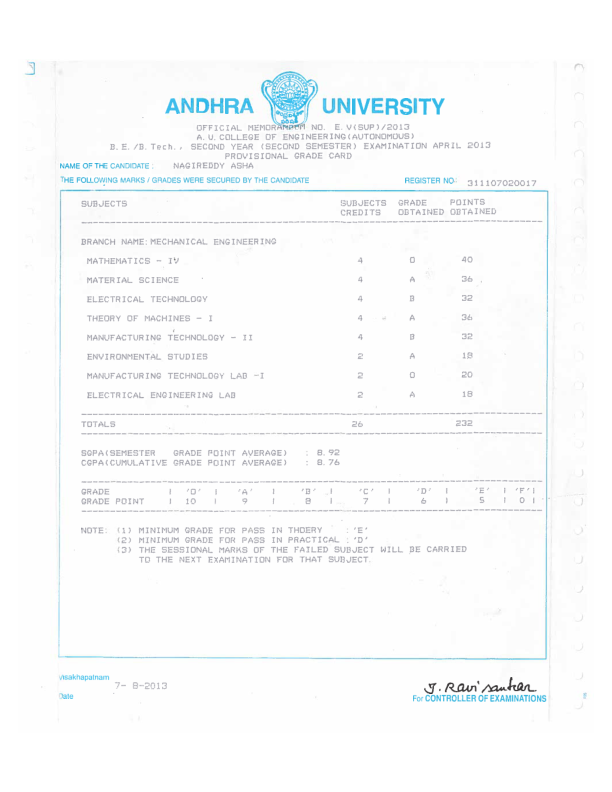 ANDHRA UNIVERSITY
OFFICIAL MEMORANDUM NO. E.V(SUP)/2013
A.U.COLLEGE OF ENGINEERING(AUTONOMOUS)
B.E./B.Tech., SECOND YEAR (SECOND SEMESTER) EXAMINATION APRIL 2013
PROVISIONAL GRADE CARD
NAME OF THE CANDIDATE : NAGIREDDY ASHA
THE FOLLOWING MARKS / GRADES WERE SECURED BY THE CANDIDATE REGISTER NO: 311107020017
SUBJECTS SUBJECTS GRADE POINTS
CREDITS OBTAINED OBTAINED
BRANCH NAME:MECHANICAL ENGINEERING
MATHEMATICS - IV 4 O 40
MATERIAL SCIENCE 4 A 36
ELECTRICAL TECHNOLOGY 4 B 32
THEORY OF MACHINES - I 4 A 36
MANUFACTURING TECHNOLOGY - II 4 B 32
ENVIRONMENTAL STUDIES 2 A 18
MANUFACTURING TECHNOLOGY LAB -I 2 O 20
ELECTRICAL ENGINEERING LAB 2 A 18
TOTALS 26 232
SGPA(SEMESTER GRADE POINT AVERAGE) : 8.92
CGPA(CUMULATIVE GRADE POINT AVERAGE) : 8.76
GRADE | 'O' | 'A' | 'B' | 'C' | 'D' | 'E' | 'F'|
GRADE POINT | 10 | 9 | 8 | 7 | 6 | 5 | 0 |
NOTE: (1) MINIMUM GRADE FOR PASS IN THOERY : 'E'
(2) MINIMUM GRADE FOR PASS IN PRACTICAL : 'D'
(3) THE SESSIONAL MARKS OF THE FAILED SUBJECT WILL BE CARRIED
TO THE NEXT EXAMINATION FOR THAT SUBJECT.
Visakhapatnam
7- 8-2013
J. Ravi Sankar
Date For CONTROLLER OF EXAMINATIONS